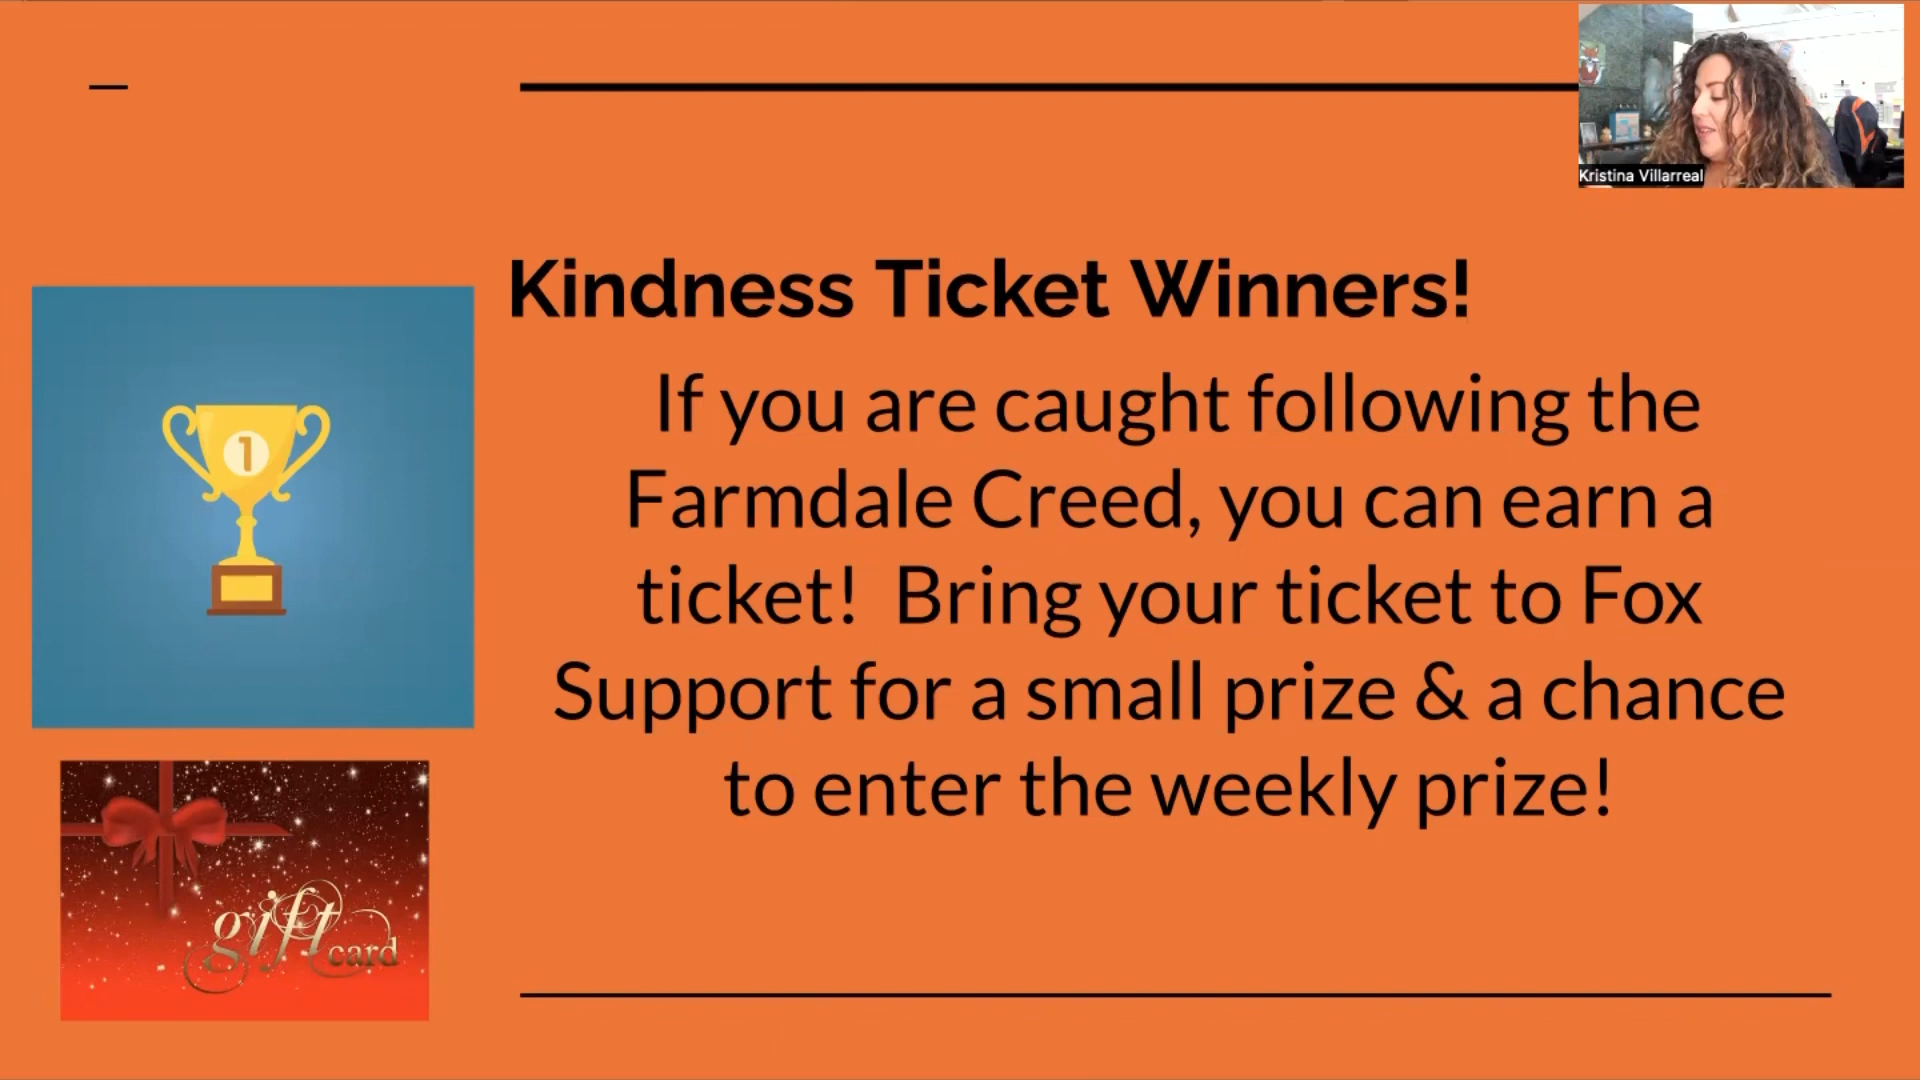 Kristina Villarreal
Kindness Ticket Winners!
If you are caught following the
Farmdale Creed, you can earn a
ticket!  Bring your ticket to Fox
Support for a small prize & a chance
to enter the weekly prize!
1
gift card